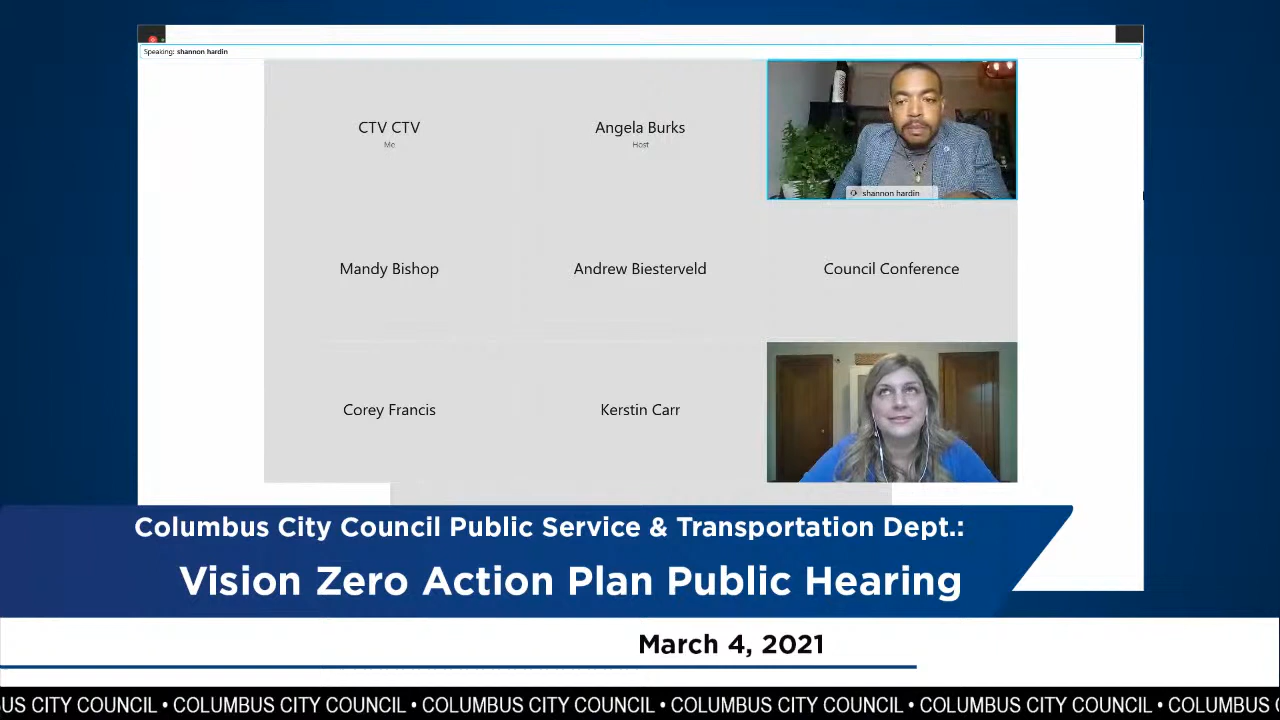 Speaking: shannon hardin
CTV CTV
Me
Angela Burks
Host
shannon hardin
Mandy Bishop
Andrew Biesterveld
Council Conference
Corey Francis
Kerstin Carr
Columbus City Council Public Service & Transportation Dept.:
Vision Zero Action Plan Public Hearing
March 4, 2021
US CITY COUNCIL • COLUMBUS CITY COUNCIL • COLUMBUS CITY COUNCIL • COLUMBUS CITY COUNCIL • COLUMBUS CITY COUNCIL • COLUMBUS